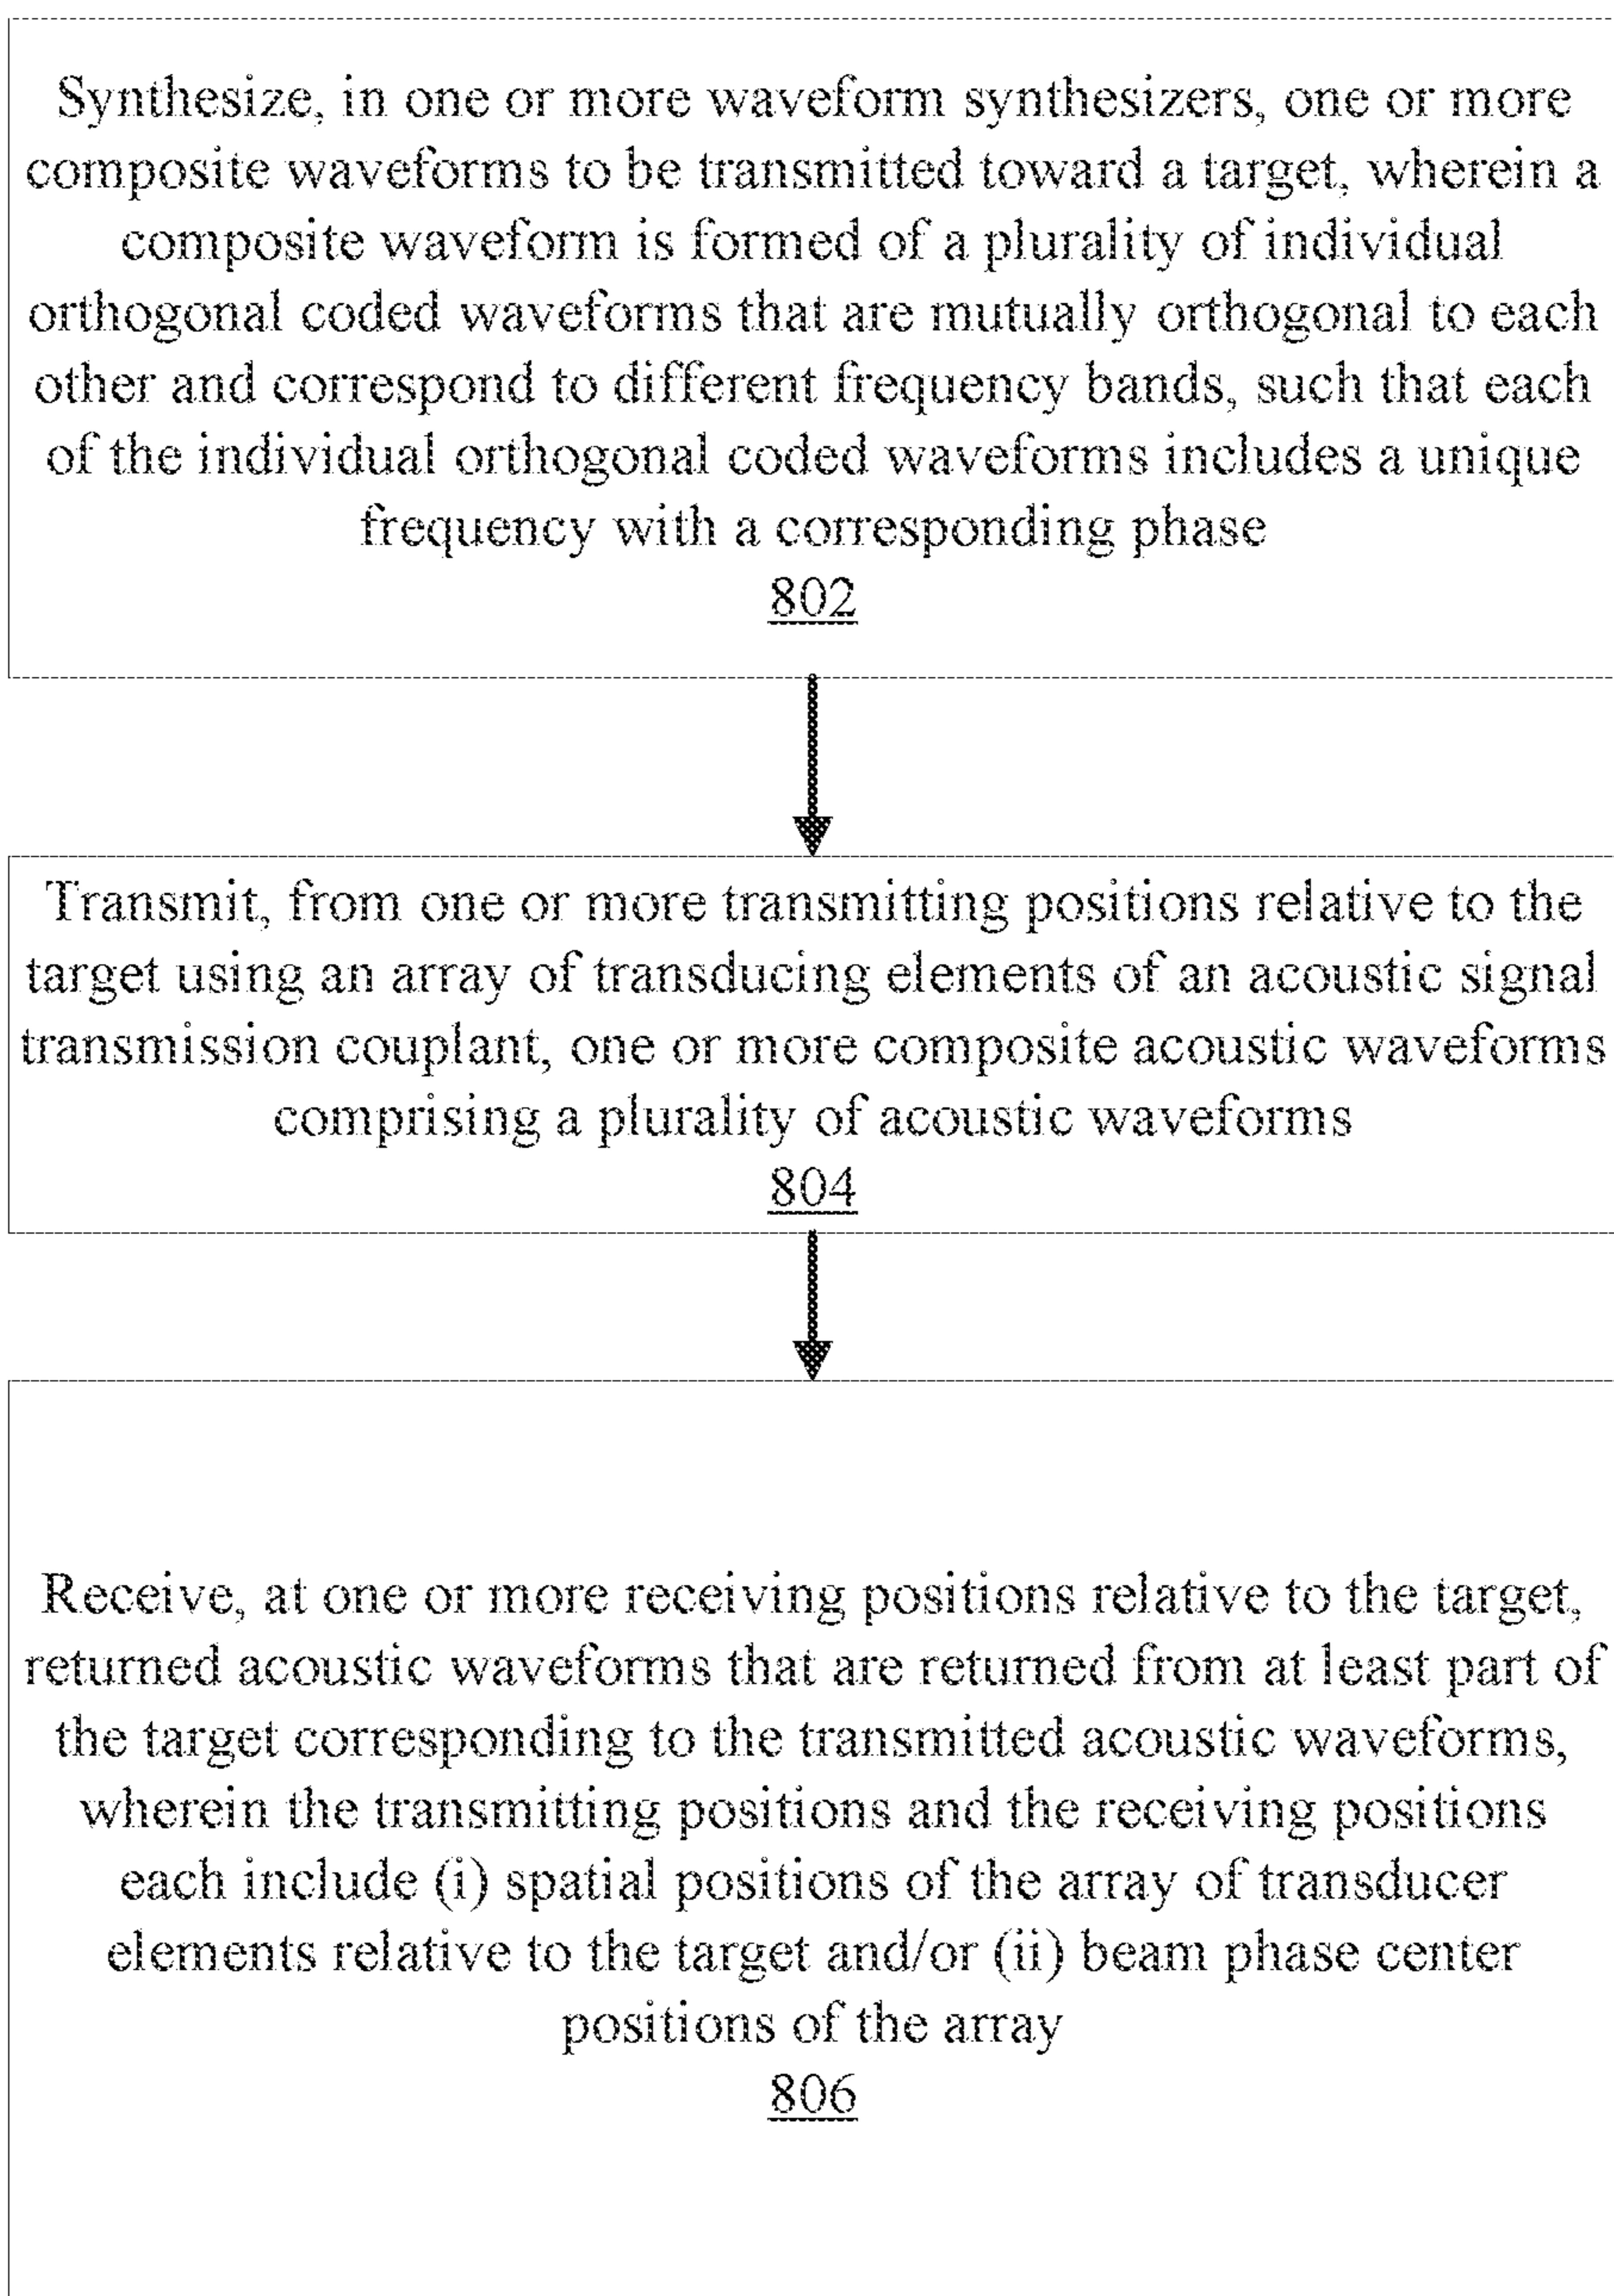 Synthesize, in one or more waveform synthesizers, one or more
composite waveforms to be transmitted toward a target, wherein a
composite waveform is formed of a plurality of individual
orthogonal coded waveforms that are mutually orthogonal to each
other and correspond to different frequency bands, such that each
of the individual orthogonal coded waveforms includes a unique
frequency with a corresponding phase
802
Transmit, from one or more transmitting positions relative to the
target using an array of transducing elements of an acoustic signal
transmission couplant, one or more composite acoustic waveforms
comprising a plurality of acoustic waveforms
804
Receive, at one or more receiving positions relative to the target,
returned acoustic waveforms that are returned from at least part of
the target corresponding to the transmitted acoustic waveforms,
wherein the transmitting positions and the receiving positions
each include (i) spatial positions of the array of transducer
elements relative to the target and/or (ii) beam phase center
positions of the array
806